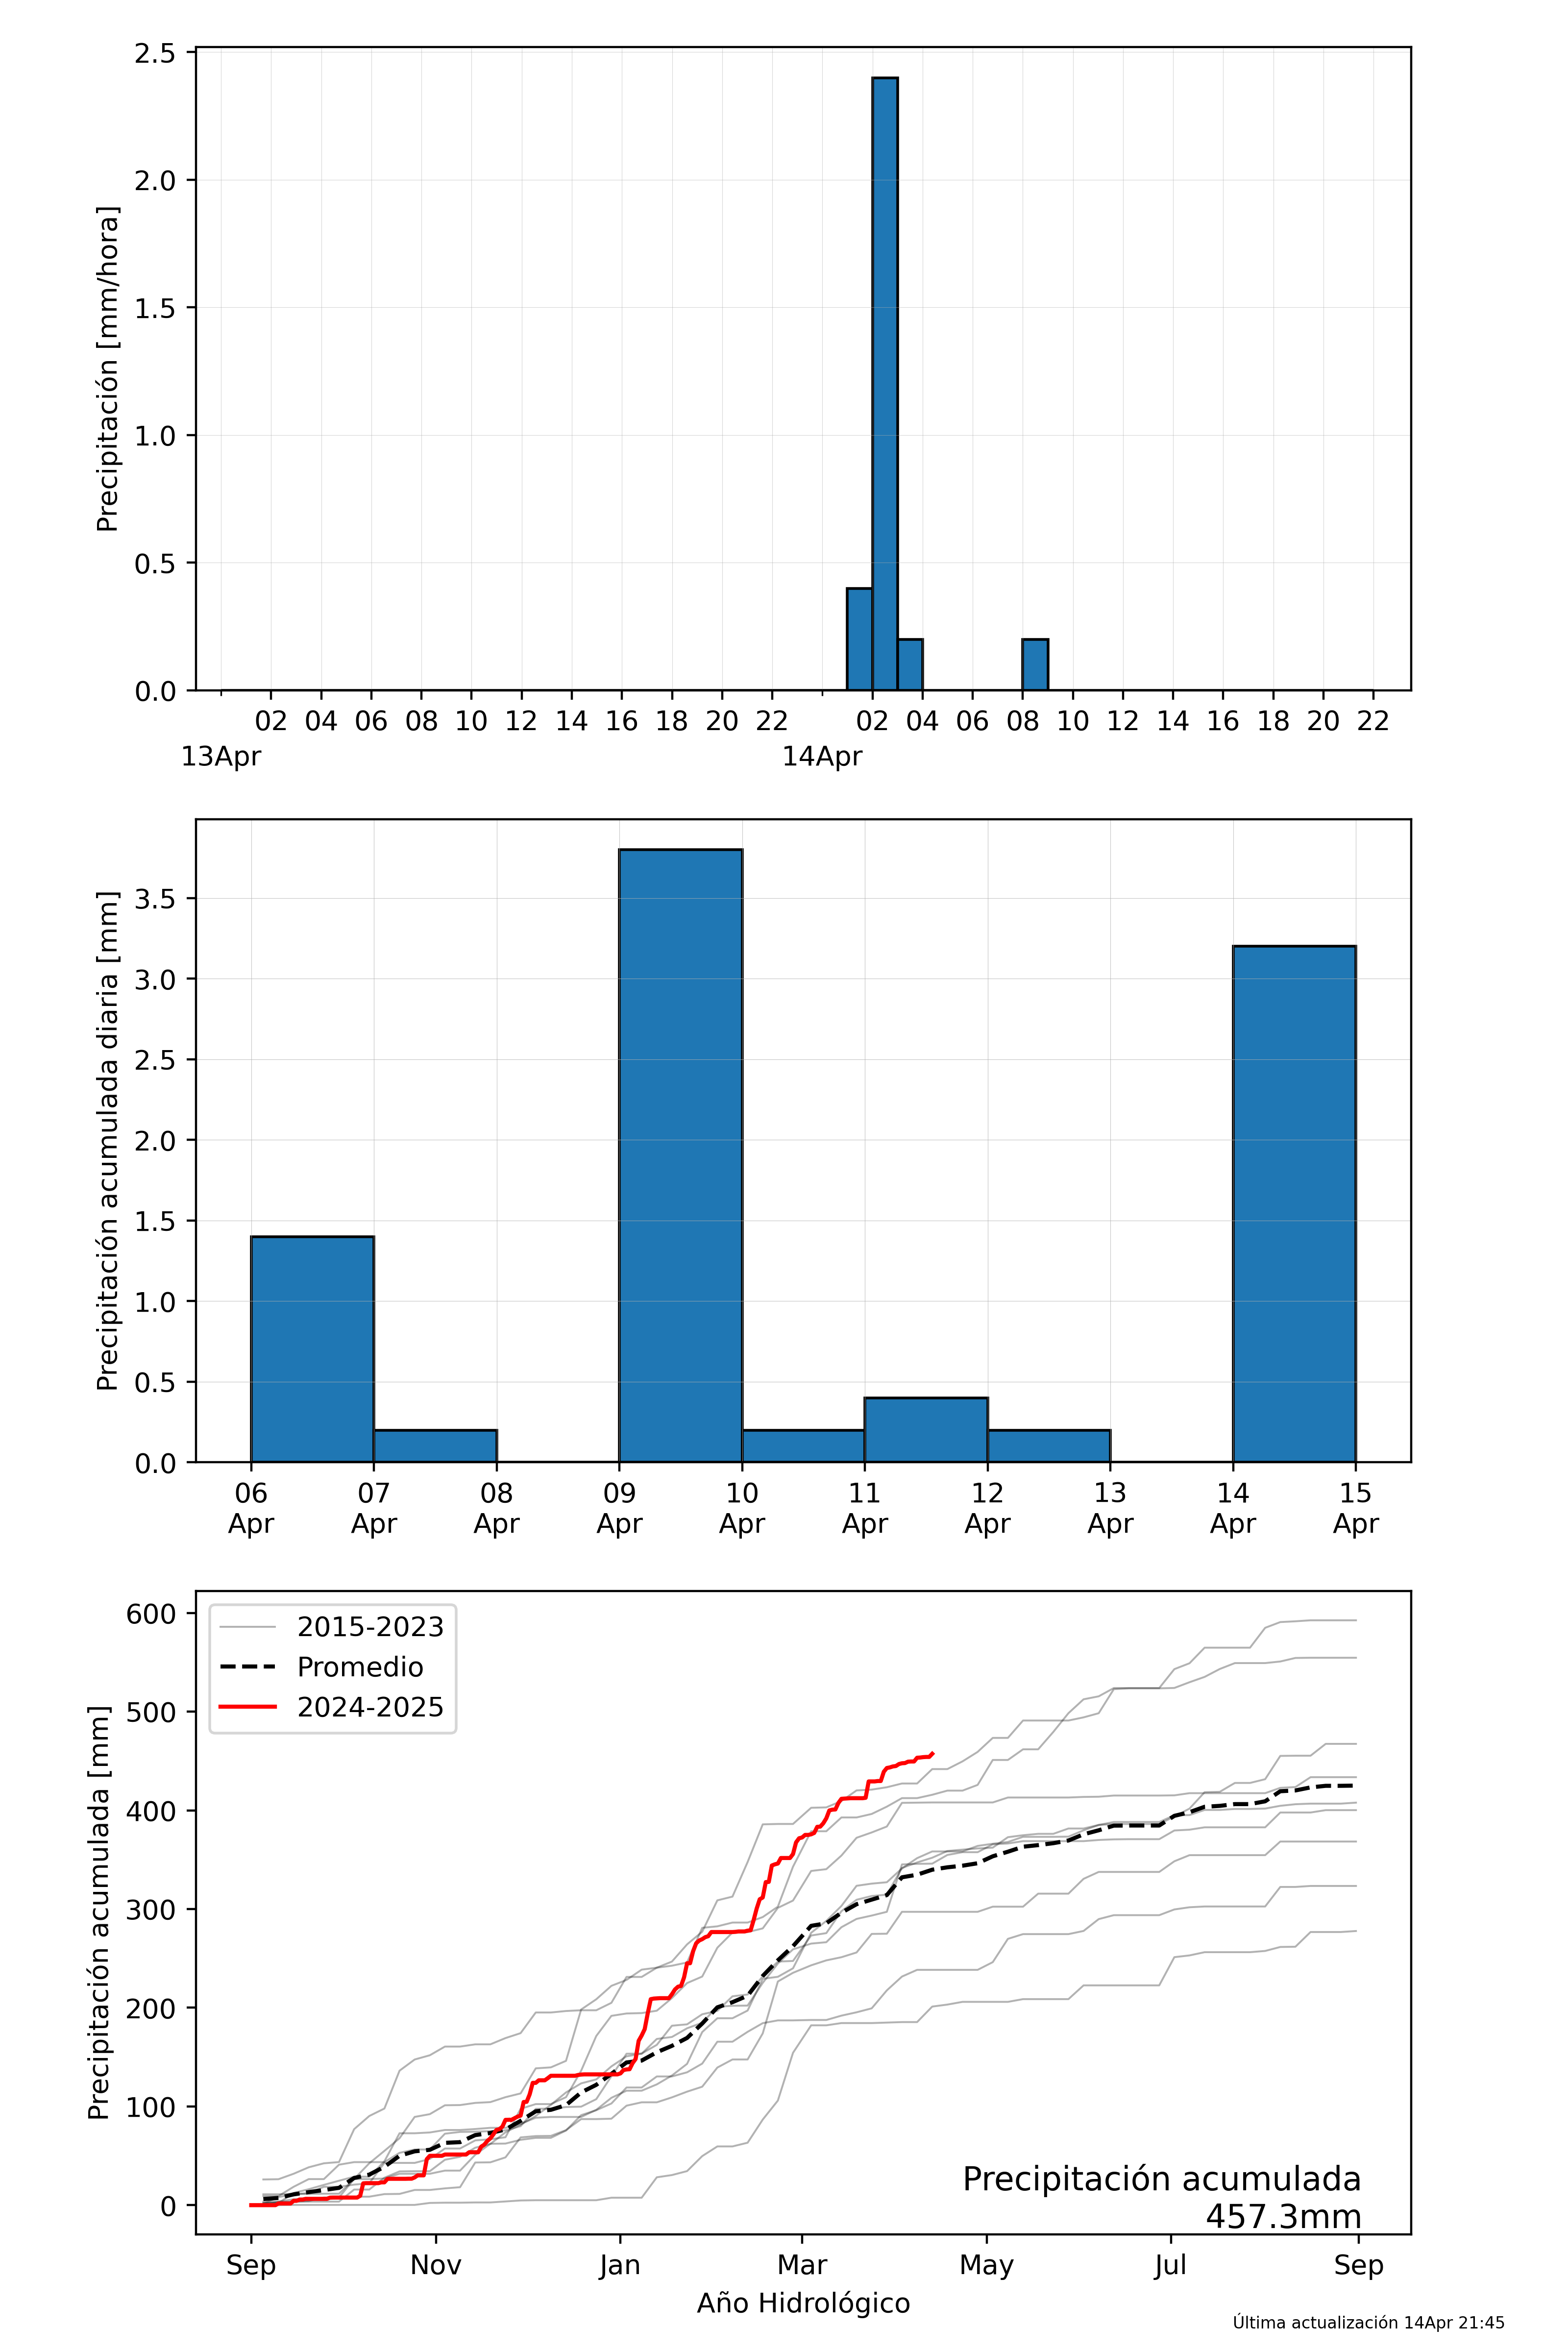 2.5
2.0
1.5
1.0
0.5
0.0
Precipitación [mm/hora]
02 04 06 08 10 12 14 16 18 20 22 02 04 06 08 10 12 14 16 18 20 22
13Apr 14Apr
3.5
3.0
2.5
2.0
1.5
1.0
0.5
0.0
Precipitación acumulada diaria [mm]
06 07 08 09 10 11 12 13 14 15
Apr Apr Apr Apr Apr Apr Apr Apr Apr Apr
600
500
400
300
200
100
0
Precipitación acumulada [mm]
2015-2023
Promedio
2024-2025
Precipitación acumulada
457.3mm
Sep Nov Jan Mar May Jul Sep
Año Hidrológico
Última actualización 14Apr 21:45